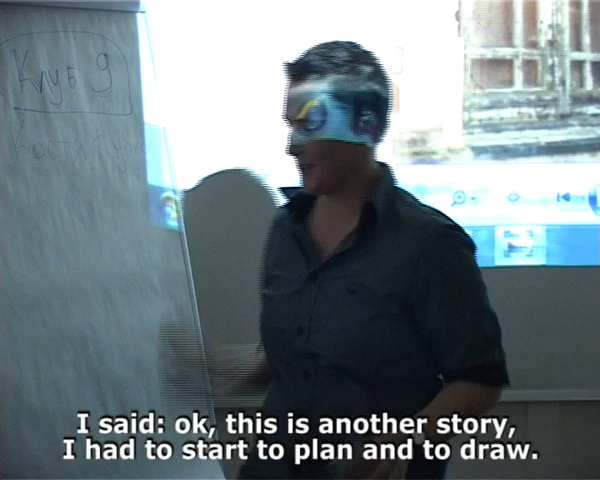 Клуб 9
I said: ok, this is another story,
I had to start to plan and to draw.